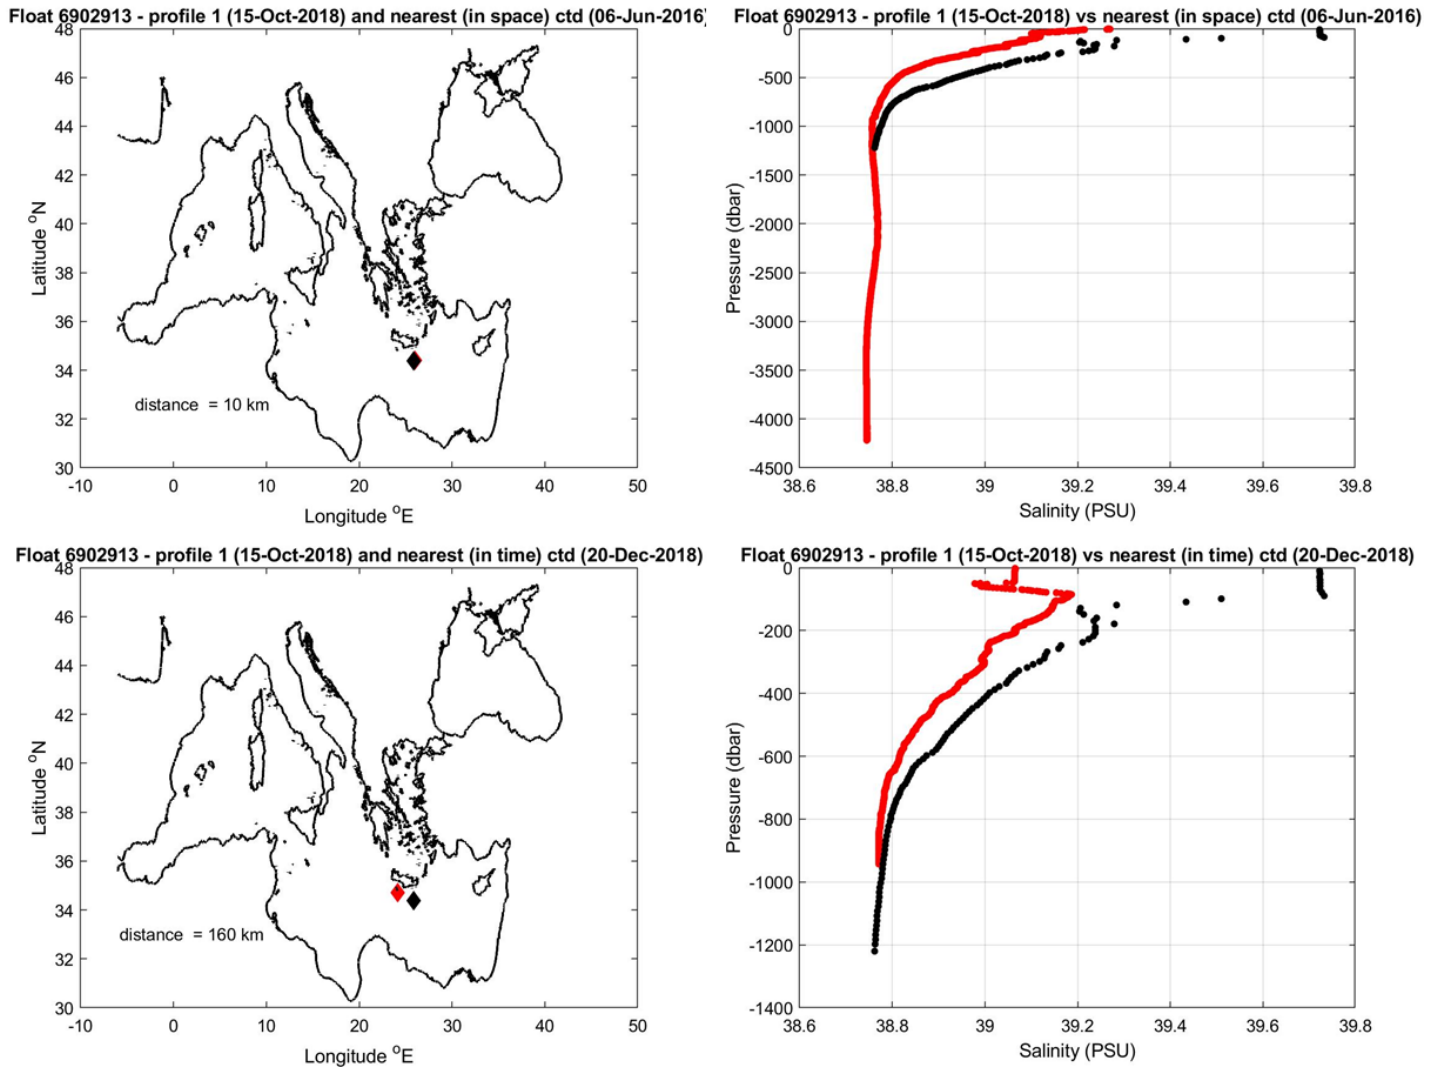 Float 6902913 - profile 1 (15-Oct-2018) and nearest (in space) ctd (06-Jun-2016)
48
46
44
42
40
38
36
34
32
30
Latitude °N
distance = 10 km
-10 0 10 20 30 40 50
Longitude °E
Float 6902913 - profile 1 (15-Oct-2018) vs nearest (in space) ctd (06-Jun-2016)
0
-500
-1000
-1500
-2000
-2500
-3000
-3500
-4000
-4500
Pressure (dbar)
38.6 38.8 39 39.2 39.4 39.6 39.8
Salinity (PSU)
Float 6902913 - profile 1 (15-Oct-2018) and nearest (in time) ctd (20-Dec-2018)
48
46
44
42
40
38
36
34
32
30
Latitude °N
distance = 160 km
-10 0 10 20 30 40 50
Longitude °E
Float 6902913 - profile 1 (15-Oct-2018) vs nearest (in time) ctd (20-Dec-2018)
0
-200
-400
-600
-800
-1000
-1200
-1400
Pressure (dbar)
38.6 38.8 39 39.2 39.4 39.6 39.8
Salinity (PSU)